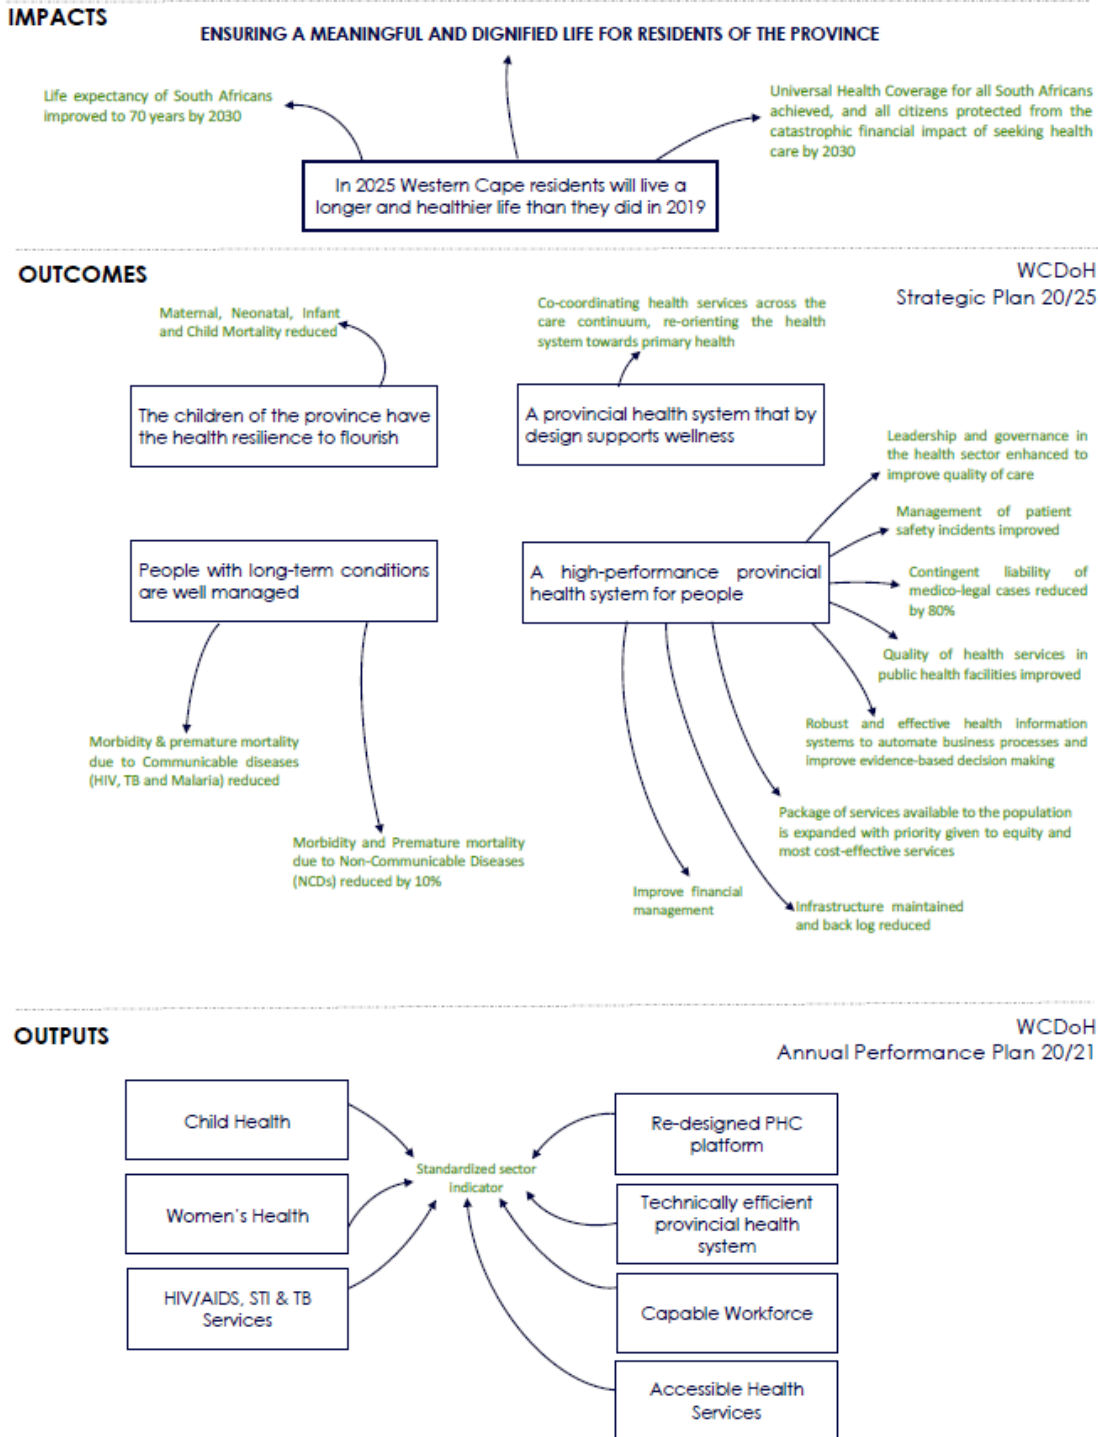 IMPACTS
ENSURING A MEANINGFUL AND DIGNIFIED LIFE FOR RESIDENTS OF THE PROVINCE
Life expectancy of South Africans
improved to 70 years by 2030
Universal Health Coverage for all South Africans
achieved, and all citizens protected from the
catastrophic financial impact of seeking health
care by 2030
In 2025 Western Cape residents will live a
longer and healthier life than they did in 2019
OUTCOMES
WCDoH
Strategic Plan 20/25
Maternal, Neonatal, Infant
and Child Mortality reduced
Co-coordinating health services across the
care continuum, re-orienting the health
system towards primary health
The children of the province have
the health resilience to flourish
A provincial health system that by
design supports wellness
Leadership and governance in
the health sector enhanced to
improve quality of care
Management of patient
safety incidents improved
People with long-term conditions
are well managed
A high-performance provincial
health system for people
Contingent liability of
medico-legal cases reduced
by 80%
Quality of health services in
public health facilities improved
Robust and effective health information
systems to automate business processes and
improve evidence-based decision making
Morbidity & premature mortality
due to Communicable diseases
(HIV, TB and Malaria) reduced
Package of services available to the population
is expanded with priority given to equity and
most cost-effective services
Morbidity and Premature mortality
due to Non-Communicable Diseases
(NCDs) reduced by 10%
Improve financial
management
Infrastructure maintained
and back log reduced
OUTPUTS
WCDoH
Annual Performance Plan 20/21
Child Health
Women's Health
HIV/AIDS, STI & TB
Services
Standardized sector
indicator
Re-designed PHC
platform
Technically efficient
provincial health
system
Capable Workforce
Accessible Health
Services